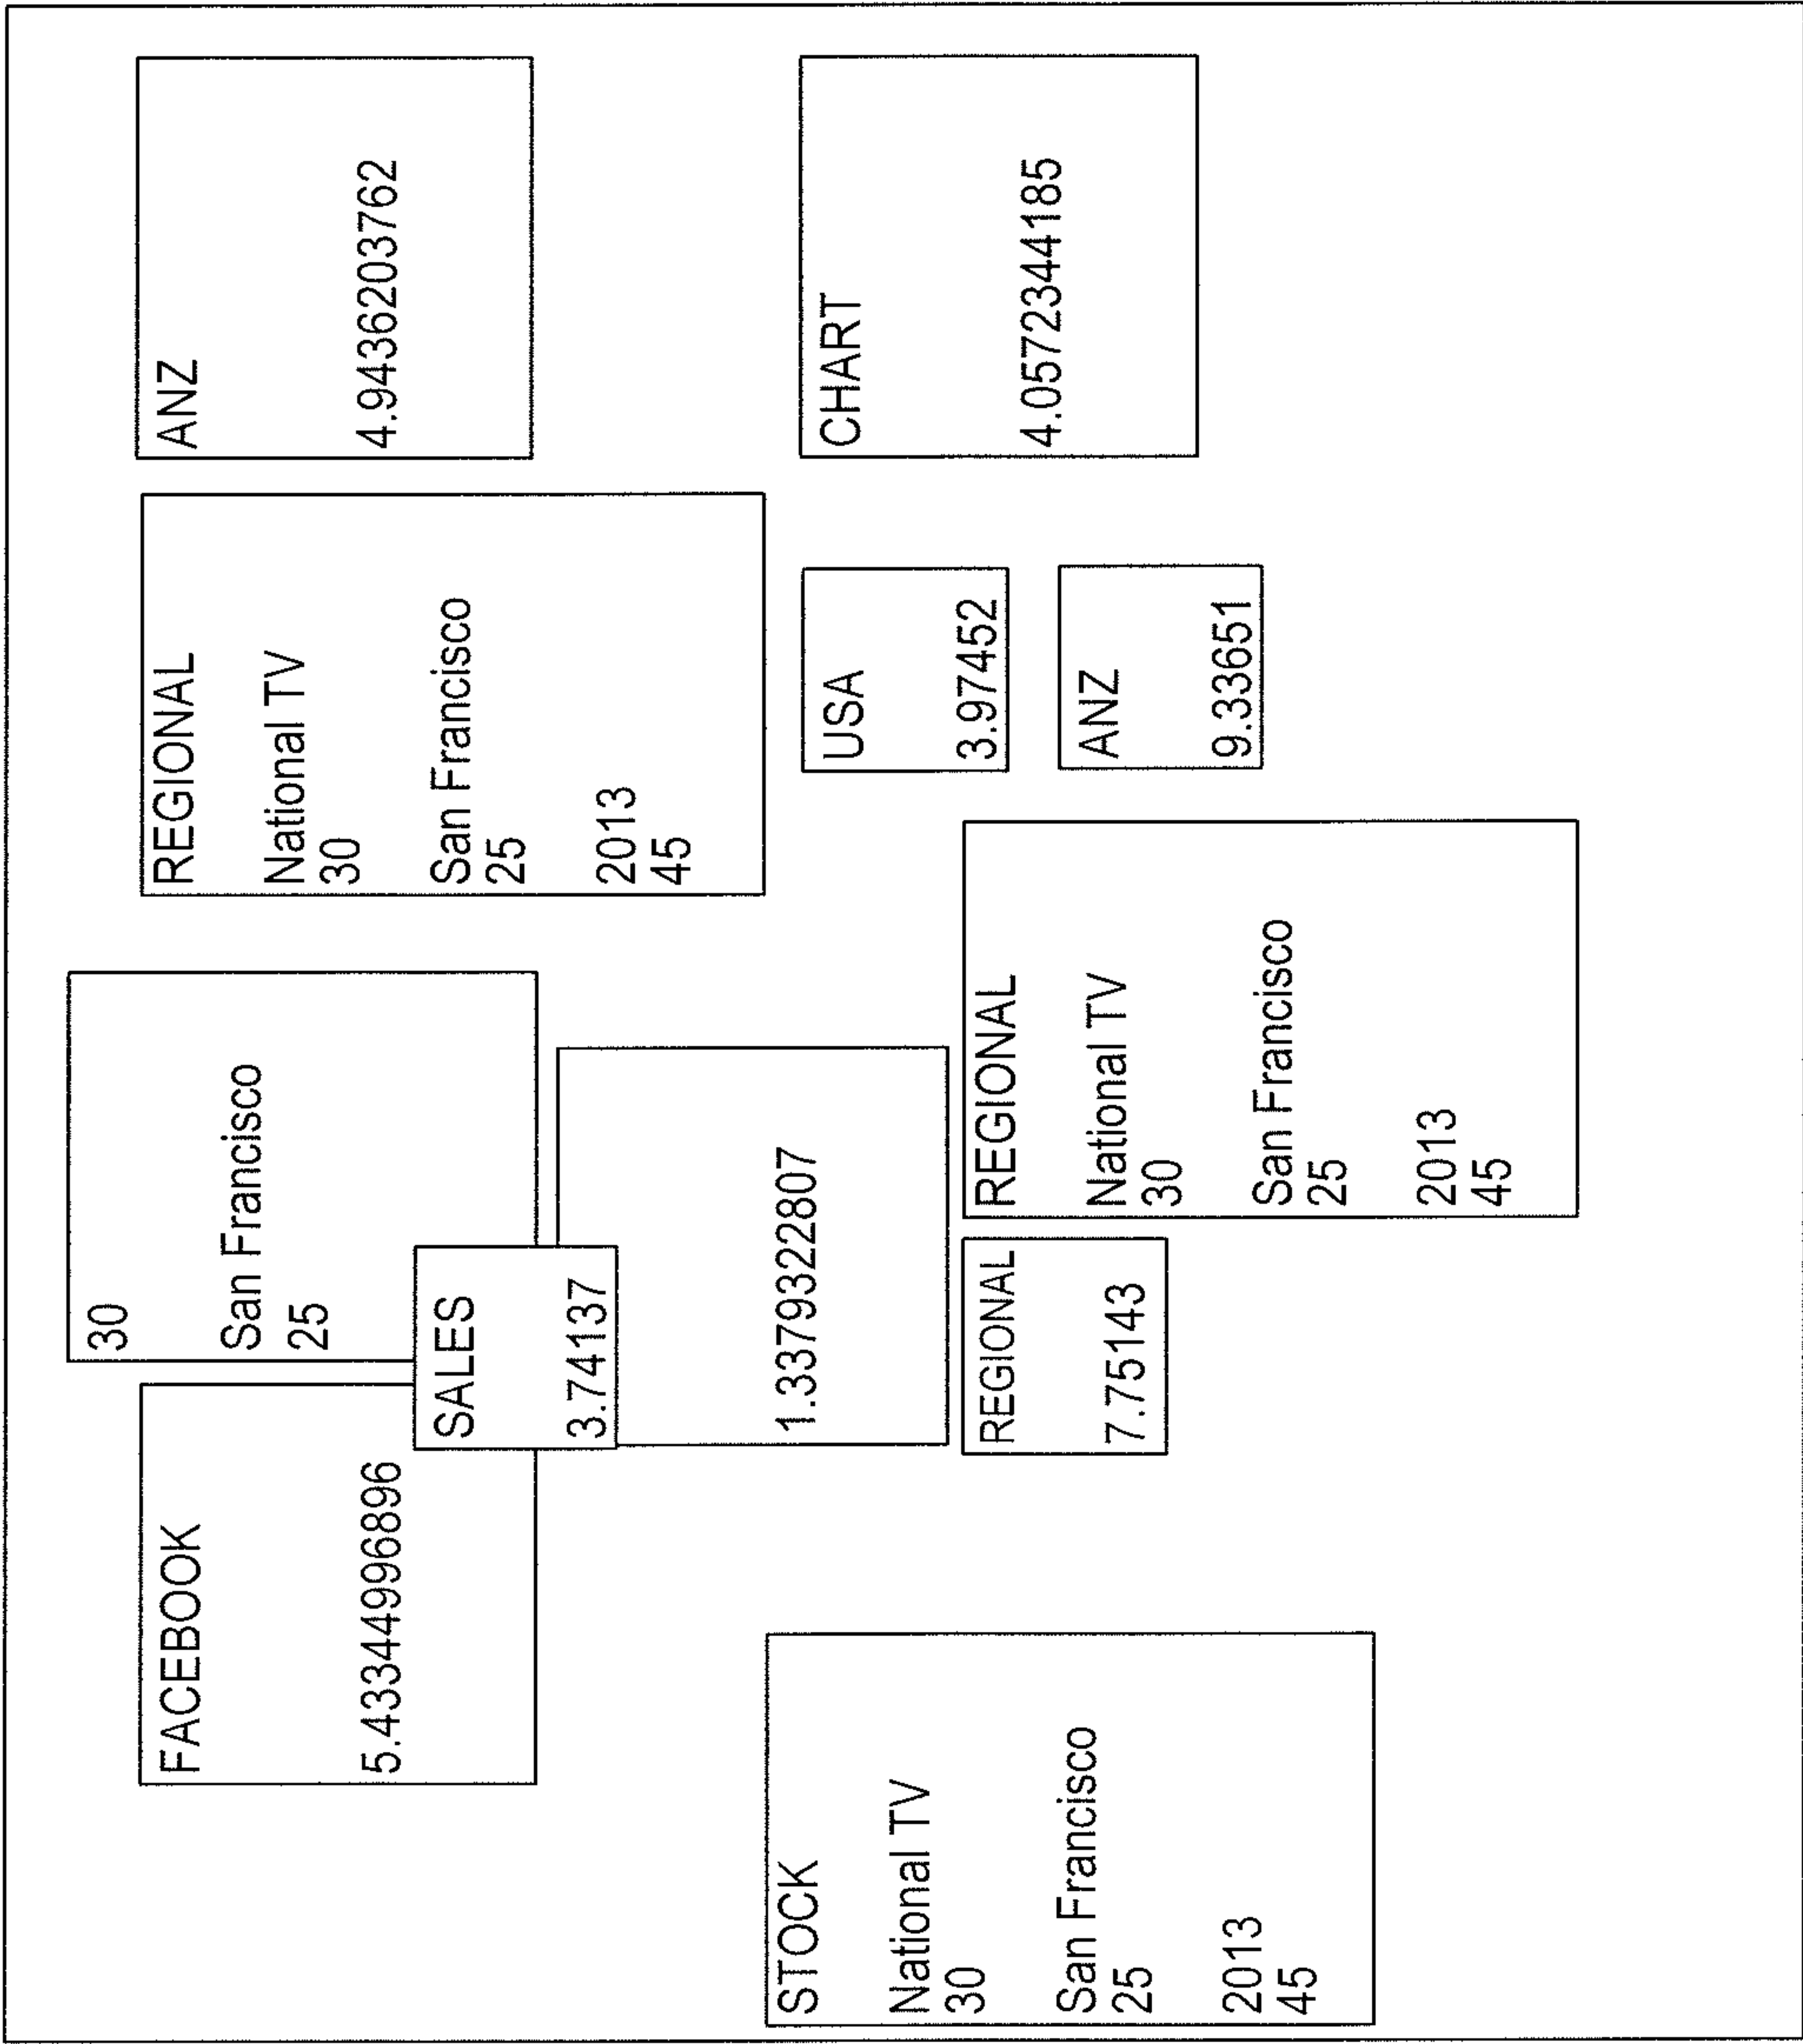 FACEBOOK
5.4334996896
30
San Francisco
25
SALES
3.74137
1.3379322807
REGIONAL
National TV
30
San Francisco
25
2013
45
ANZ
4.9436203762
STOCK
National TV
30
San Francisco
25
2013
45
REGIONAL
7.75143
REGIONAL
National TV
30
San Francisco
25
2013
45
USA
3.97452
ANZ
9.33651
CHART
4.0572344185